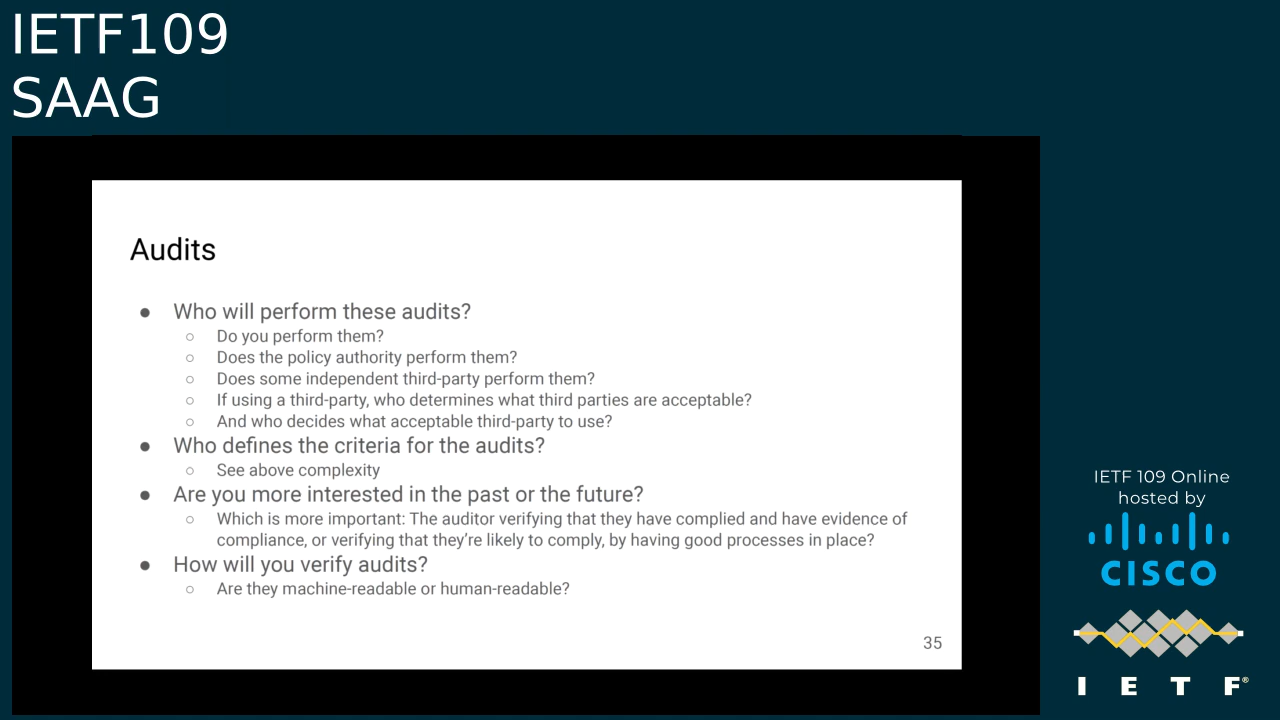 IETF109
SAAG
Audits
● Who will perform these audits?
○ Do you perform them?
○ Does the policy authority perform them?
○ Does some independent third-party perform them?
○ If using a third-party, who determines what third parties are acceptable?
○ And who decides what acceptable third-party to use?
● Who defines the criteria for the audits?
○ See above complexity
● Are you more interested in the past or the future?
○ Which is more important: The auditor verifying that they have complied and have evidence of
compliance, or verifying that they're likely to comply, by having good processes in place?
● How will you verify audits?
○ Are they machine-readable or human-readable?
35
IETF 109 Online
hosted by
CISCO
I E T F®